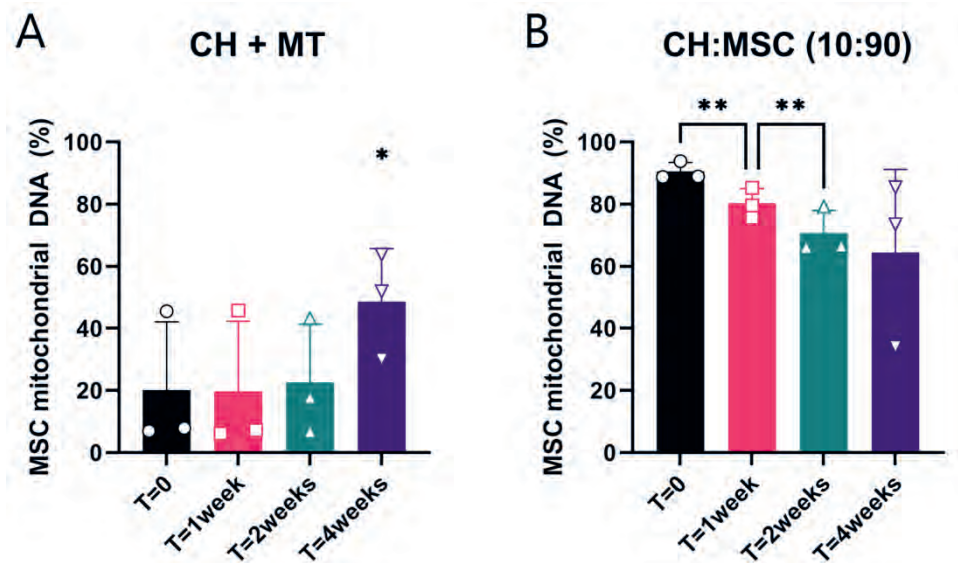 A
CH + MT
MSC mitochondrial DNA (%)
100
80
60
40
20
0
*
T=0
T=1week
T=2weeks
T=4weeks
B
CH:MSC (10:90)
MSC mitochondrial DNA (%)
100
80
60
40
20
0
**
**
T=0
T=1week
T=2weeks
T=4weeks